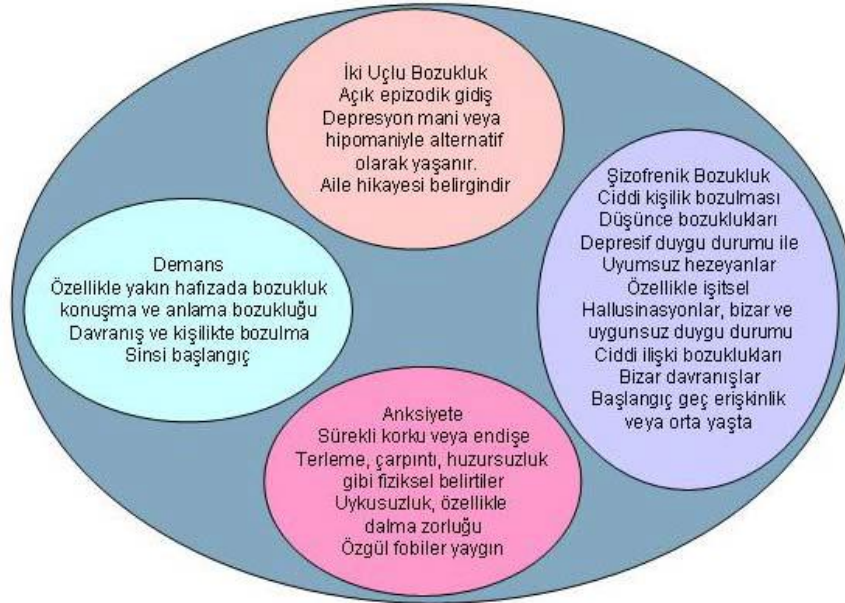 İki Uçlu Bozukluk
Açık epizodik gidiş
Depresyon mani veya
hipomaniyle alternatif
olarak yaşanır.
Aile hikayesi belirgindir
Demans
Özellikle yakın hafızada bozukluk
konuşma ve anlama bozukluğu
Davranış ve kişilikte bozulma
Sinsi başlangıç
Şizofrenik Bozukluk
Ciddi kişilik bozulması
Düşünce bozuklukları
Depresif duygu durumu ile
Uyumsuz hezeyanlar
Özellikle işitsel
Hallusinasyonlar, bizar ve
uygunsuz duygu durumu
Ciddi ilişki bozuklukları
Bizar davranışlar
Başlangıç geç erişkinlik
veya orta yaşta
Anksiyete
Sürekli korku veya endişe
Terleme, çarpıntı, huzursuzluk
gibi fiziksel belirtiler
Uykusuzluk, özellikle
dalma zorluğu
Özgül fobiler yaygın